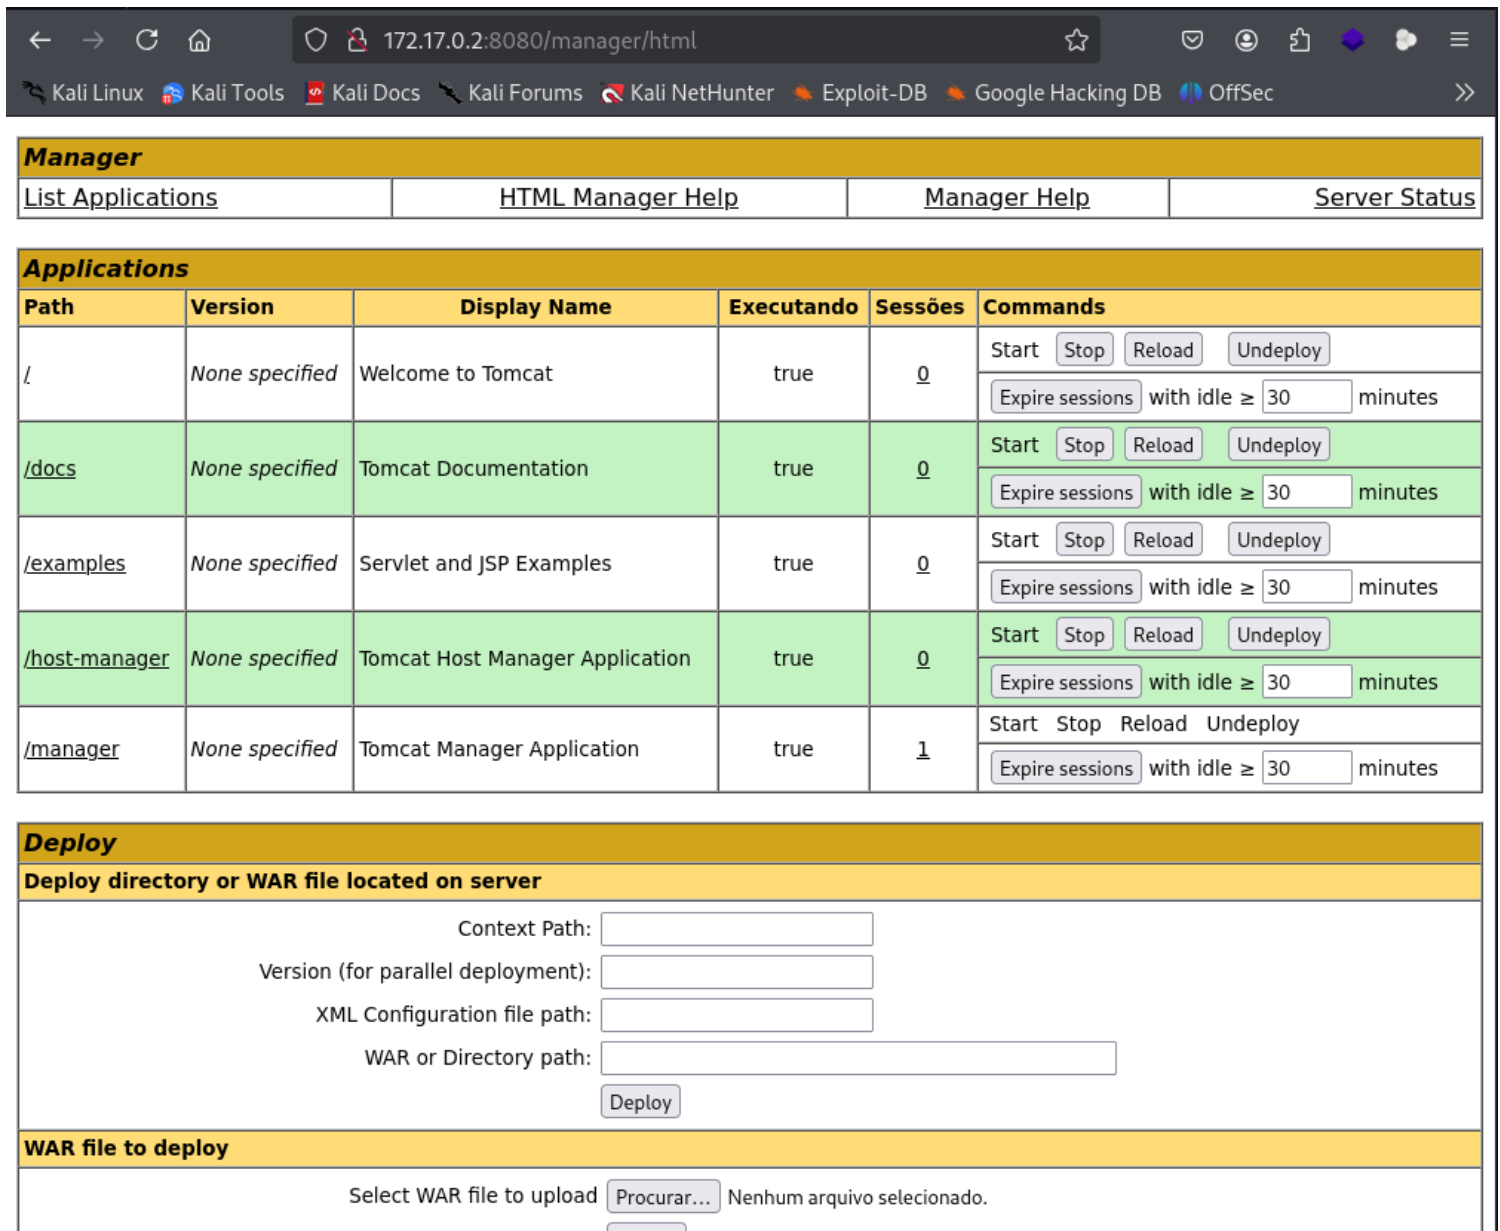 172.17.0.2:8080/manager/html
Kali Linux Kali Tools Kali Docs Kali Forums Kali NetHunter Exploit-DB Google Hacking DB OffSec
Manager
List Applications HTML Manager Help Manager Help Server Status
Applications
Path Version Display Name Executando Sessões Commands
/ None specified Welcome to Tomcat true 0 Start Stop Reload Undeploy
Expire sessions with idle ≥ 30 minutes
/docs None specified Tomcat Documentation true 0 Start Stop Reload Undeploy
Expire sessions with idle ≥ 30 minutes
/examples None specified Servlet and JSP Examples true 0 Start Stop Reload Undeploy
Expire sessions with idle ≥ 30 minutes
/host-manager None specified Tomcat Host Manager Application true 0 Start Stop Reload Undeploy
Expire sessions with idle ≥ 30 minutes
/manager None specified Tomcat Manager Application true 1 Start Stop Reload Undeploy
Expire sessions with idle ≥ 30 minutes
Deploy
Deploy directory or WAR file located on server
Context Path:
Version (for parallel deployment):
XML Configuration file path:
WAR or Directory path:
Deploy
WAR file to deploy
Select WAR file to upload Procurar... Nenhum arquivo selecionado.